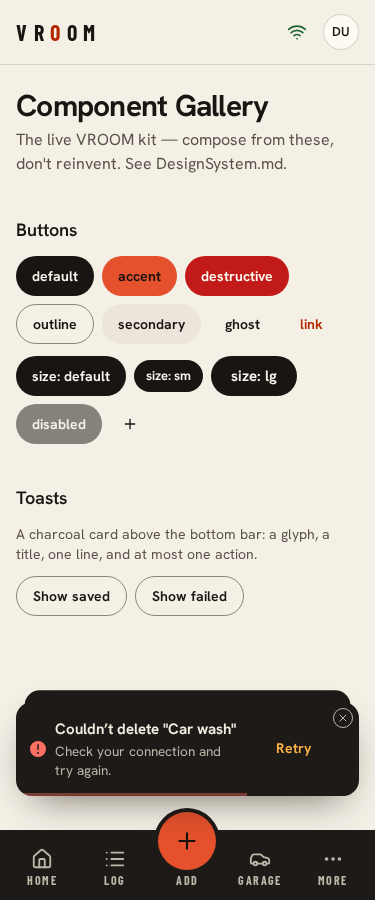 VROOM
DU
Component Gallery
The live VROOM kit — compose from these,
don't reinvent. See DesignSystem.md.
Buttons
default accent destructive
outline secondary ghost link
size: default size: sm size: lg
disabled +
Toasts
A charcoal card above the bottom bar: a glyph, a
title, one line, and at most one action.
Show saved Show failed
Couldn’t delete "Car wash"
Check your connection and
try again.
Retry
HOME LOG ADD GARAGE MORE